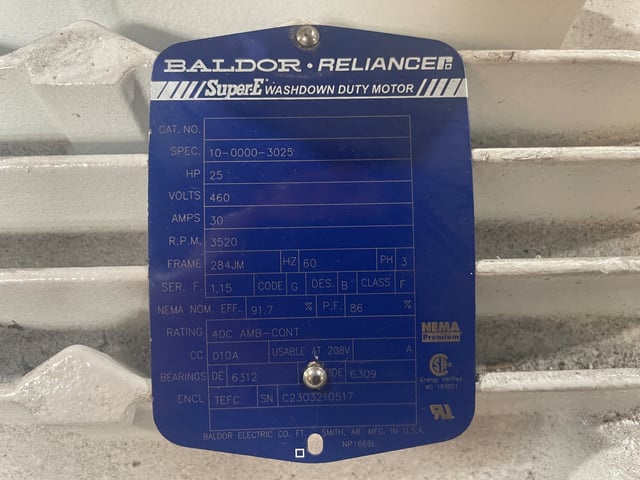 BALDOR · RELIANCE
Super-E WASHDOWN DUTY MOTOR
CAT. NO.
SPEC. 10-0000-3025
HP 25
VOLTS 460
AMPS 30
R.P.M. 3520
FRAME 284JM HZ 60 PH 3
SER. F. 1.15 CODE G DES. B CLASS F
NEMA NOM. EFF. 91.7 % P.F. 86 %
RATING 40C AMB-CONT
CC 010A USABLE AT 208V A
BEARINGS DE 6312 ODE 6309
ENCL TEFC SN C2303210517
NEMA
Premium
Energy Verified
BALDOR ELECTRIC CO. FT. SMITH, AR. MFG. IN U.S.A.
NP1669L